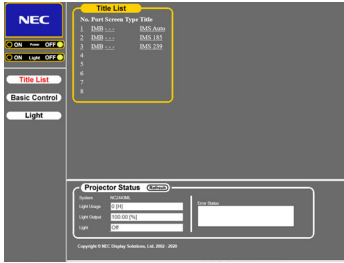 NEC
ON Power OFF
ON Light OFF
Title List
Basic Control
Light
Title List
No. Port Screen Type Title
1 IMB - - - IMS Auto
2 IMB - - - IMS 185
3 IMB - - - IMS 239
4
5
6
7
8
Projector Status Refresh
System NC2443ML
Light Usage 0 [H]
Light Output 100.00 [%]
Light Off
Error Status
Copyright © NEC Display Solutions, Ltd. 2002 - 2020